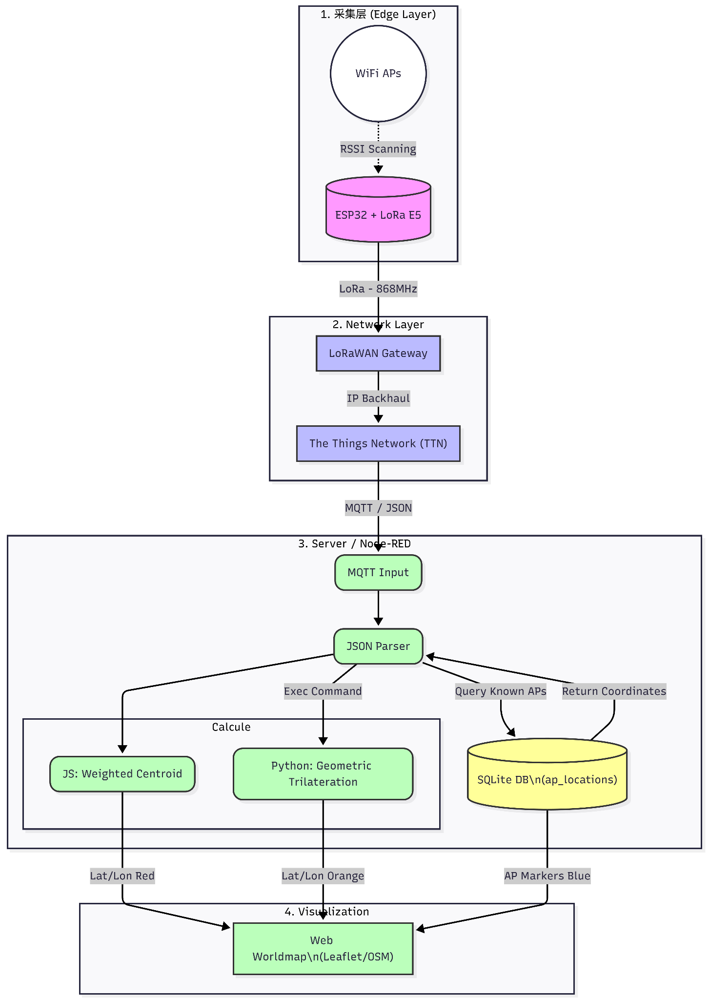 1. 采集层 (Edge Layer)
WiFi APs
RSSI Scanning
ESP32 + LoRa E5
LoRa - 868MHz
2. Network Layer
LoRaWAN Gateway
IP Backhaul
The Things Network (TTN)
MQTT / JSON
3. Server / Node-RED
MQTT Input
JSON Parser
Exec Command
Query Known APs
Return Coordinates
Calcule
JS: Weighted Centroid
Python: Geometric
Trilateration
SQLite DB\n(ap_locations)
Lat/Lon Red
Lat/Lon Orange
AP Markers Blue
4. Visualization
Web
Worldmap\n(Leaflet/OSM)